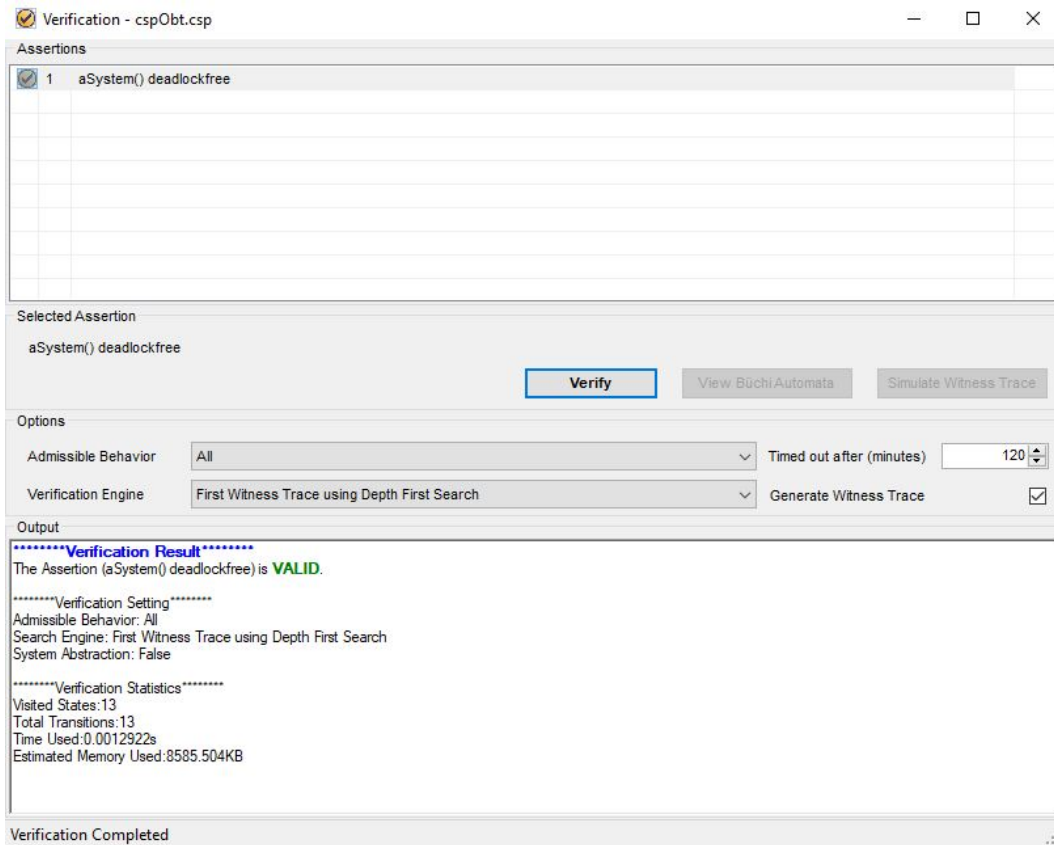 Verification - cspObt.csp
Assertions
1 aSystem() deadlockfree
Selected Assertion
aSystem() deadlockfree
Verify View Büchi Automata Simulate Witness Trace
Options
Admissible Behavior All Timed out after (minutes) 120
Verification Engine First Witness Trace using Depth First Search Generate Witness Trace
Output
********Verification Result********
The Assertion (aSystem() deadlockfree) is VALID.
********Verification Setting********
Admissible Behavior: All
Search Engine: First Witness Trace using Depth First Search
System Abstraction: False
********Verification Statistics********
Visited States:13
Total Transitions:13
Time Used:0.0012922s
Estimated Memory Used:8585.504KB
Verification Completed